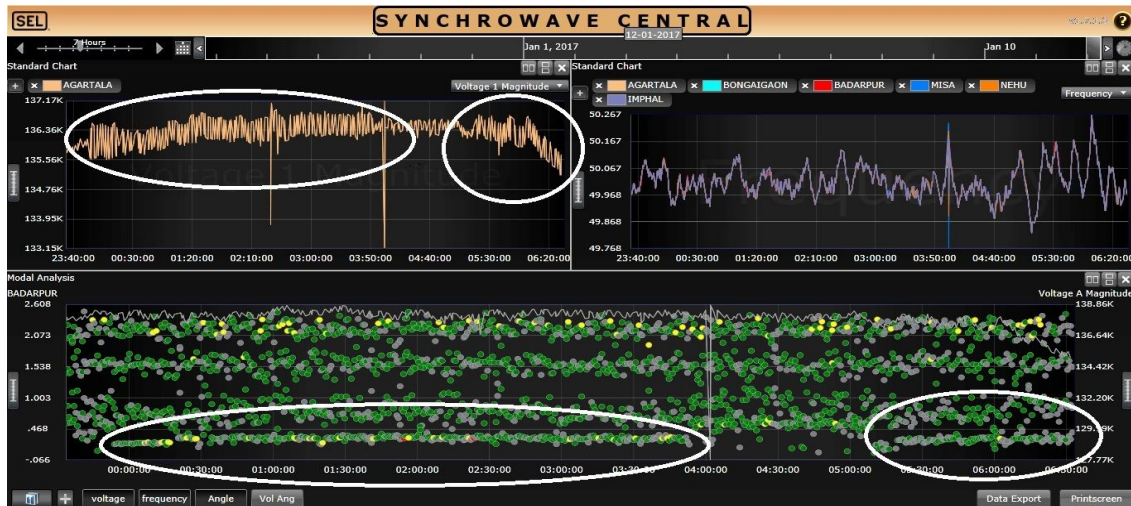 SEL
SYNCHROWAVE CENTRAL
7 Hours
Jan 1, 2017
12-01-2017
Jan 10
Standard Chart
AGARTALA
Voltage 1 Magnitude
137.17K
136.36K
135.56K
134.76K
133.95K
133.15K
23:40:00 00:30:00 01:20:00 02:10:00 03:00:00 03:50:00 04:40:00 05:30:00 06:20:00
Standard Chart
AGARTALA BONGAIGAON BADARPUR MISA NEHU
IMPHAL
Frequency
50.267
50.167
50.067
49.968
49.868
49.768
23:40:00 00:30:00 01:20:00 02:10:00 03:00:00 03:50:00 04:40:00 05:30:00 06:20:00
Modal Analysis
BADARPUR
Voltage A Magnitude
2.608
2.073
1.538
1.003
.468
-.066
138.86K
136.64K
134.42K
132.20K
00:00:00 00:30:00 01:00:00 01:30:00 02:00:00 02:30:00 03:00:00 03:30:00 04:00:00 04:30:00 05:00:00 06:00:00
voltage frequency Angle Vol Ang
Data Export Printscreen